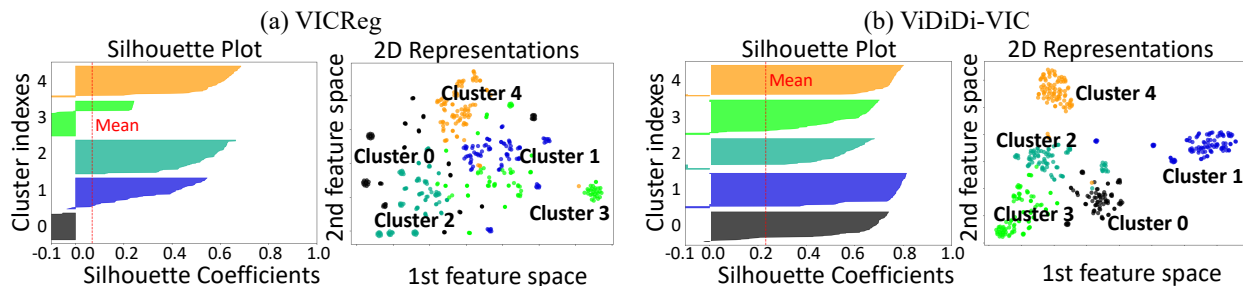 (a) VICReg
Silhouette Plot
Cluster indexes
4
3
2
1
0
Mean
-0.1 0.0 0.2 0.4 0.6 0.8 1.0
Silhouette Coefficients
2D Representations
2nd feature space
Cluster 4
Cluster 0
Cluster 1
Cluster 2
Cluster 3
1st feature space
(b) ViDiDi-VIC
Silhouette Plot
Cluster indexes
4
3
2
1
0
Mean
-0.1 0.0 0.2 0.4 0.6 0.8 1.0
Silhouette Coefficients
2D Representations
2nd feature space
Cluster 4
Cluster 2
Cluster 1
Cluster 3
Cluster 0
1st feature space